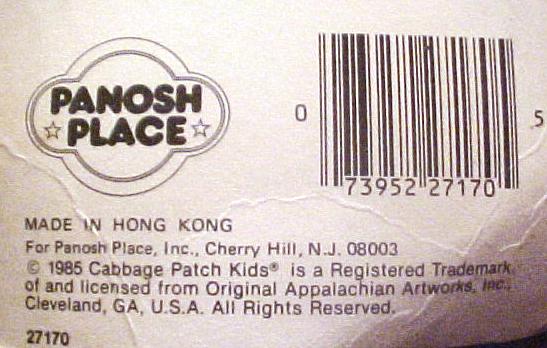 PANOSH
☆ PLACE ☆
0 73952 27170 5
MADE IN HONG KONG
For Panosh Place, Inc., Cherry Hill, N.J. 08003
© 1985 Cabbage Patch Kids® is a Registered Trademark
of and licensed from Original Appalachian Artworks, Inc.,
Cleveland, GA, U.S.A. All Rights Reserved.
27170